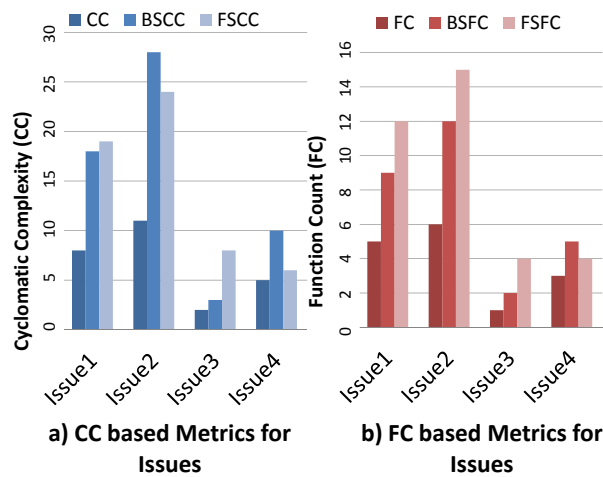 CC BSCC FSCC
Cyclomatic Complexity (CC)
30
25
20
15
10
5
0
Issue1 Issue2 Issue3 Issue4
a) CC based Metrics for
Issues
FC BSFC FSFC
Function Count (FC)
16
14
12
10
8
6
4
2
0
Issue1 Issue2 Issue3 Issue4
b) FC based Metrics for
Issues